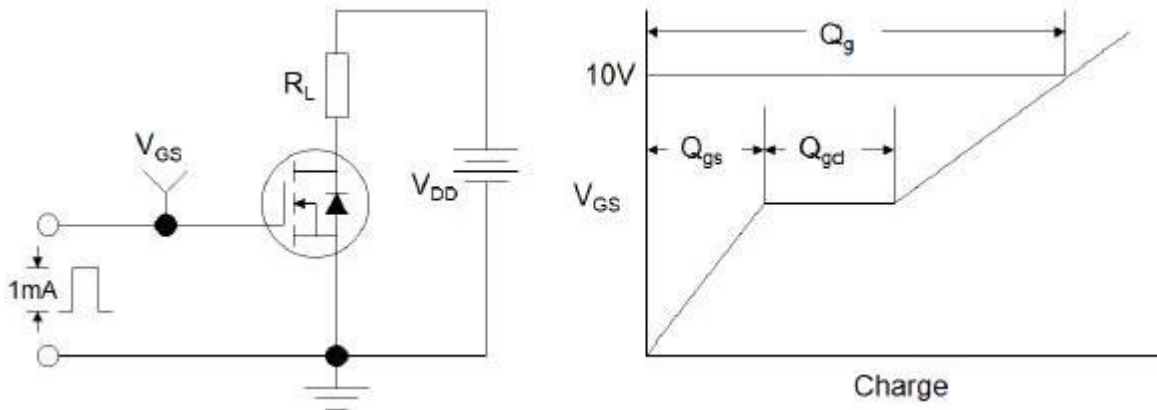 R_L
V_GS
V_DD
1mA
Q_g
10V
Q_gs
Q_gd
V_GS
Charge